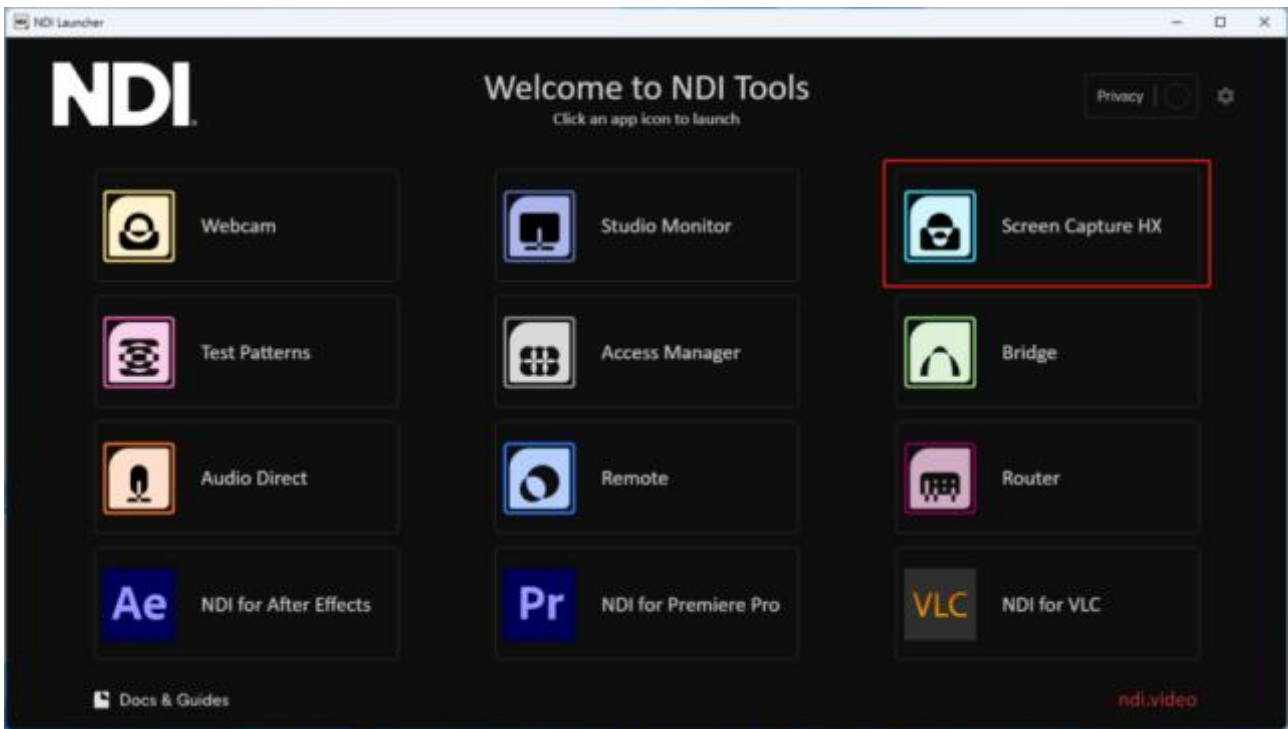 NDI Launcher
NDI.
Welcome to NDI Tools
Click an app icon to launch
Privacy
Webcam
Studio Monitor
Screen Capture HX
Test Patterns
Access Manager
Bridge
Audio Direct
Remote
Router
Ae NDI for After Effects
Pr NDI for Premiere Pro
VLC NDI for VLC
Docs & Guides
ndi.video